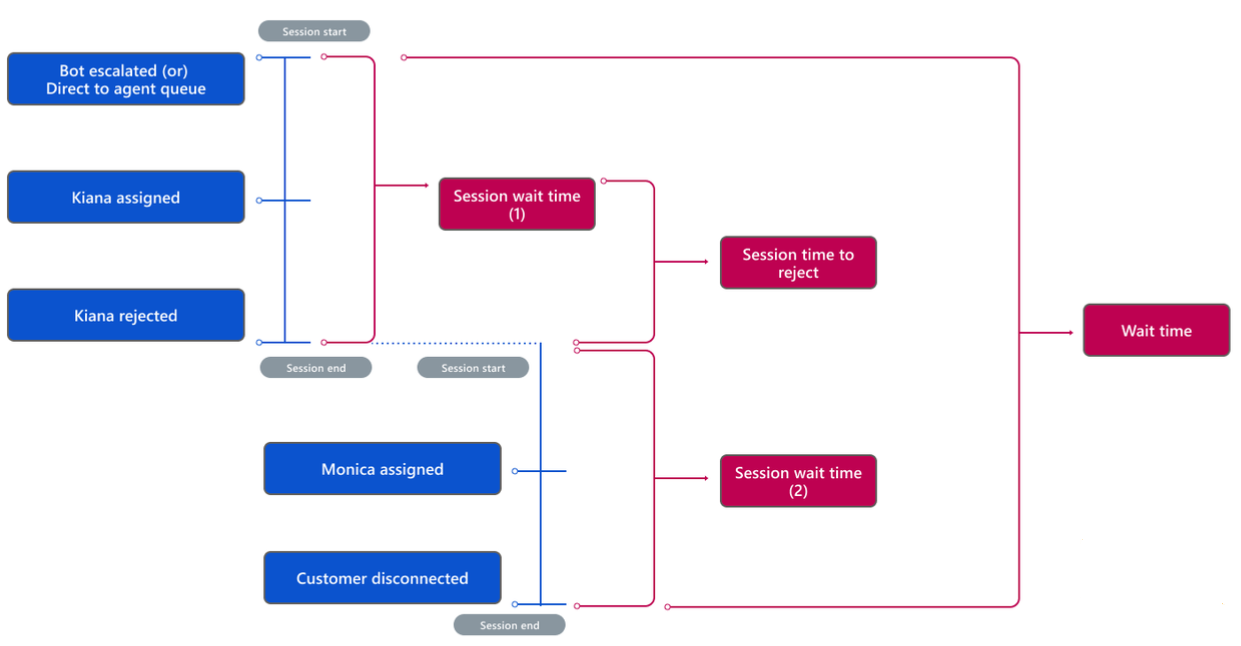 Session start
Bot escalated (or)
Direct to agent queue
Kiana assigned
Session wait time
(1)
Session time to
reject
Kiana rejected
Wait time
Session end
Session start
Monica assigned
Session wait time
(2)
Customer disconnected
Session end